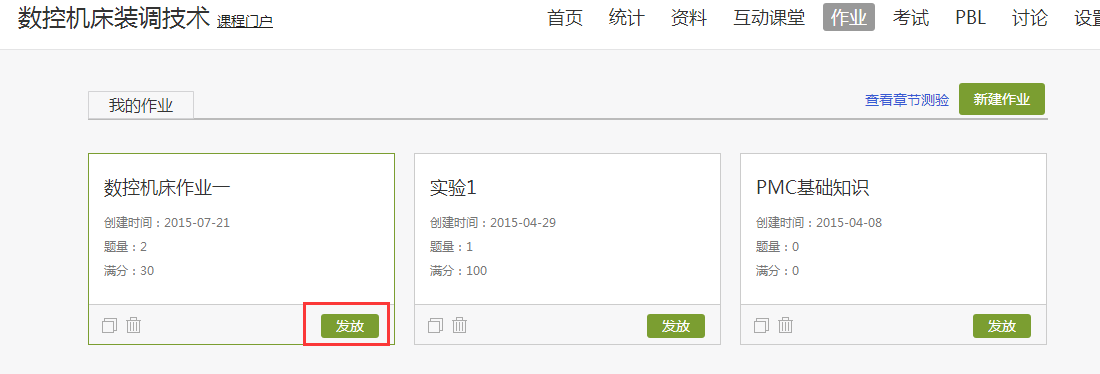 数控机床装调技术 课程门户 首页 统计 资料 互动课堂 作业 考试 PBL 讨论
我的作业 查看章节测验 新建作业
数控机床作业一 实验1 PMC基础知识
创建时间：2015-07-21 创建时间：2015-04-29 创建时间：2015-04-08
题量：2 题量：1 题量：0
满分：30 满分：100 满分：0
发放 发放 发放